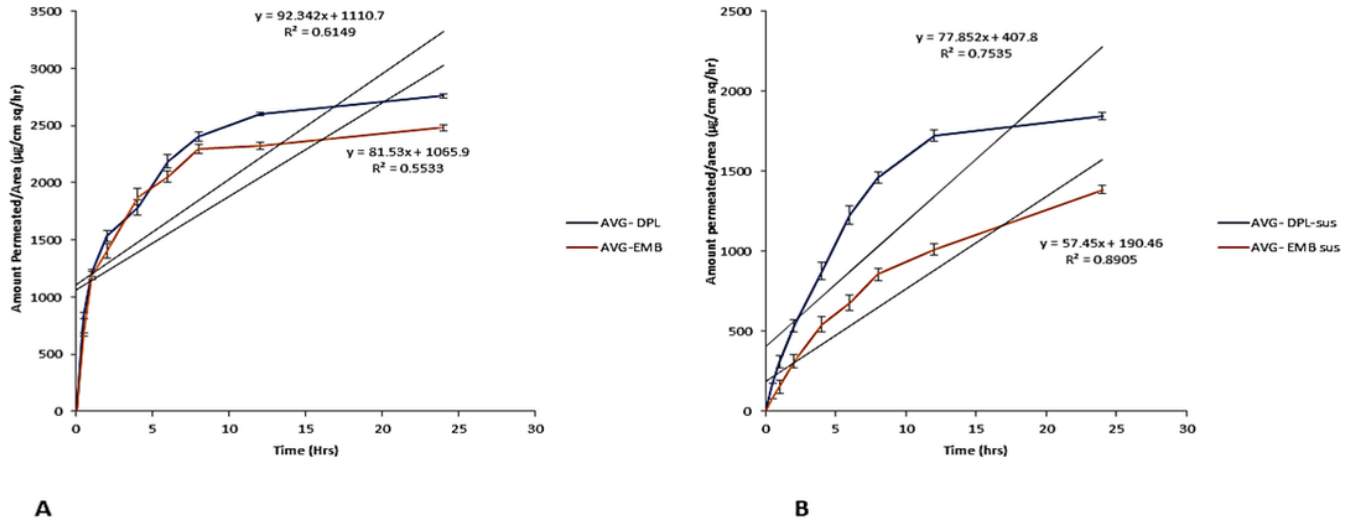 y = 92.342x + 1110.7
R² = 0.6149
y = 81.53x + 1065.9
R² = 0.5533
Amount Permeated/Area (µg/cm sq/hr)
3500
3000
2500
2000
1500
1000
500
0
0 5 10 15 20 25 30
Time (Hrs)
AVG- DPL
AVG-EMB
A
y = 77.852x + 407.8
R² = 0.7535
y = 57.45x + 190.46
R² = 0.8905
Amount permeated/area (µg/cm sq/hr)
2500
2000
1500
1000
500
0
0 5 10 15 20 25 30
Time (hrs)
AVG- DPL-sus
AVG- EMB sus
B